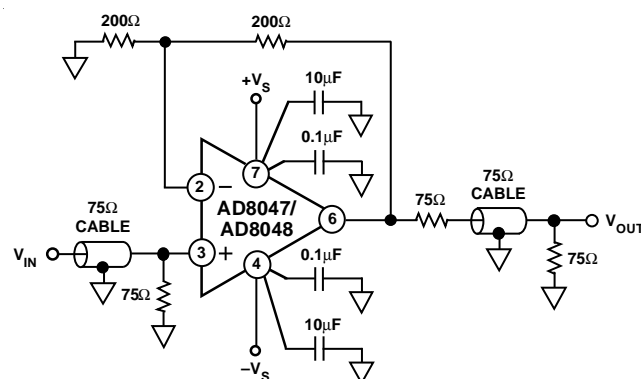 200Ω
200Ω
+VS
10μF
0.1μF
7
2
−
75Ω
CABLE
AD8047/
AD8048
6
75Ω
75Ω
CABLE
VOUT
VIN
3
+
75Ω
75Ω
4
0.1μF
10μF
−VS